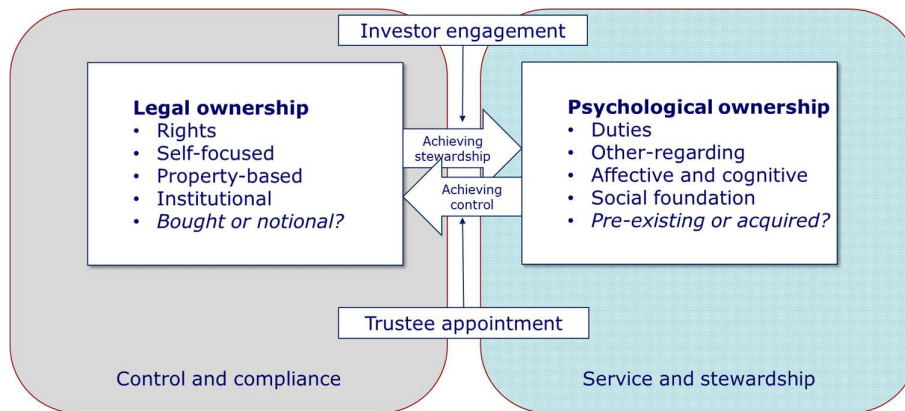 Investor engagement
Legal ownership
• Rights
• Self-focused
• Property-based
• Institutional
• Bought or notional?
Achieving
stewardship
Achieving
control
Psychological ownership
• Duties
• Other-regarding
• Affective and cognitive
• Social foundation
• Pre-existing or acquired?
Trustee appointment
Control and compliance
Service and stewardship